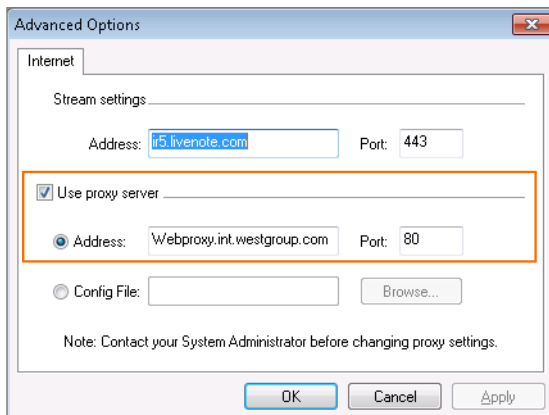 Advanced Options
Internet
Stream settings
Address: ir5.livenote.com Port: 443
Use proxy server
Address: Webproxy.int.westgroup.com Port: 80
Config File: Browse...
Note: Contact your System Administrator before changing proxy settings.
OK Cancel Apply